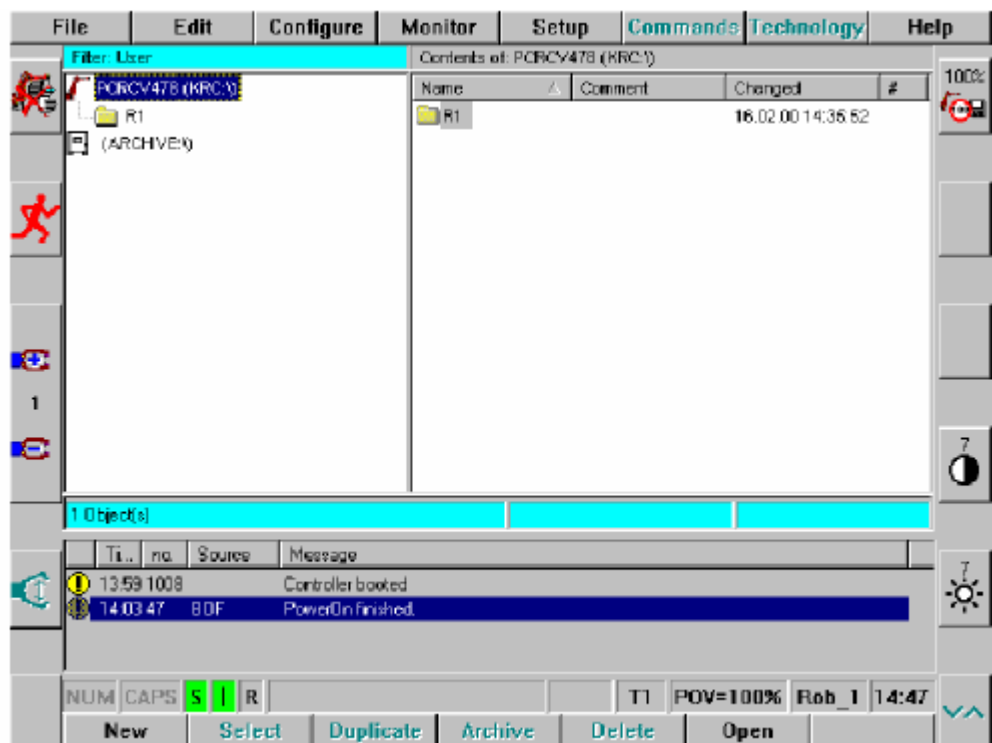 File Edit Configure Monitor Setup Commands Technology Help
Filter: User Contents of: PCRCV478 (KRC:\)
PCRCV478 (KRC:\) Name Comment Changed #
100%
R1 R1 16.02.00 14:35:52
(ARCHIVE:\)
1
7
1 Object(s)
Ti... no. Source Message
13:59 1008 Controller booted
14:03 47 BOF PowerOn finished.
7
NUM CAPS S I R T1 POV=100% Rob_1 14:47
New Select Duplicate Archive Delete Open